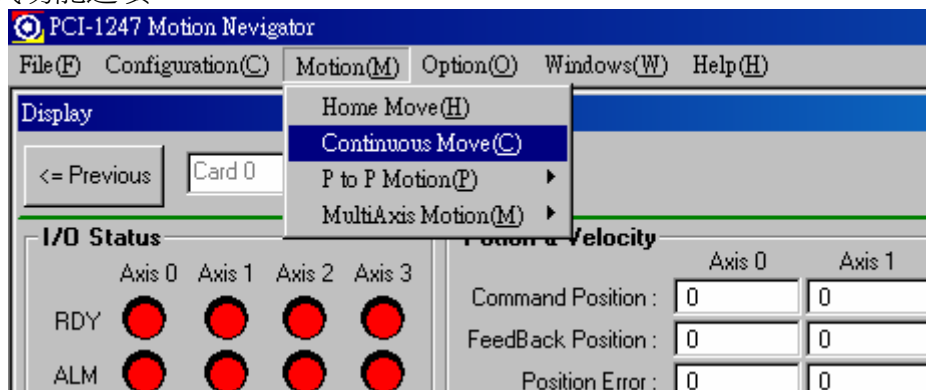 PCI-1247 Motion Nevigator
File(F) Configuration(C) Motion(M) Option(O) Windows(W) Help(H)
Display
Home Move(H)
Continuous Move(C)
P to P Motion(P)
MultiAxis Motion(M)
<= Previous Card 0
I/O Status
Velocity
Axis 0 Axis 1 Axis 2 Axis 3
Axis 0 Axis 1
Command Position : 0 0
RDY
FeedBack Position : 0 0
ALM
Position Error : 0 0